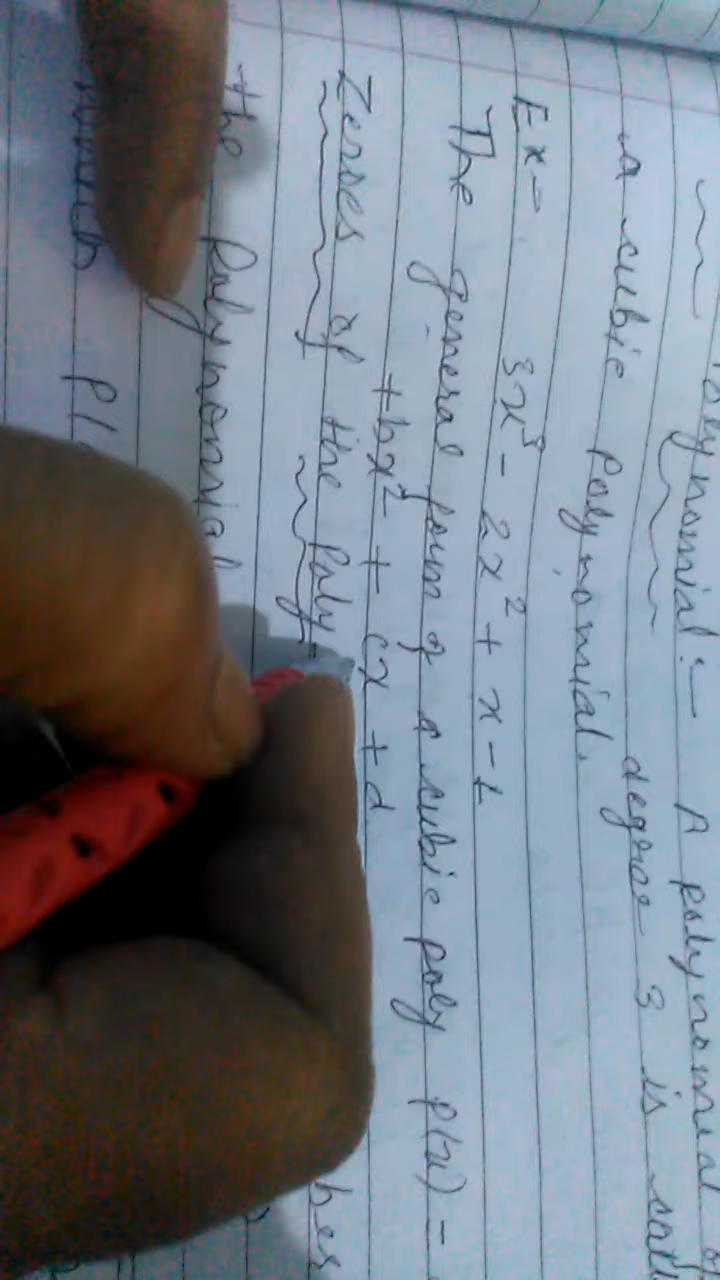 Polynomial :- A polynomial of
degree 3 is call
a cubic polynomial.
Ex- 3x³ - 2x² + x - 1
The general form of a cubic poly p(x) =
+bx² + cx + d
Zeroes of the Poly-
the Polynomial